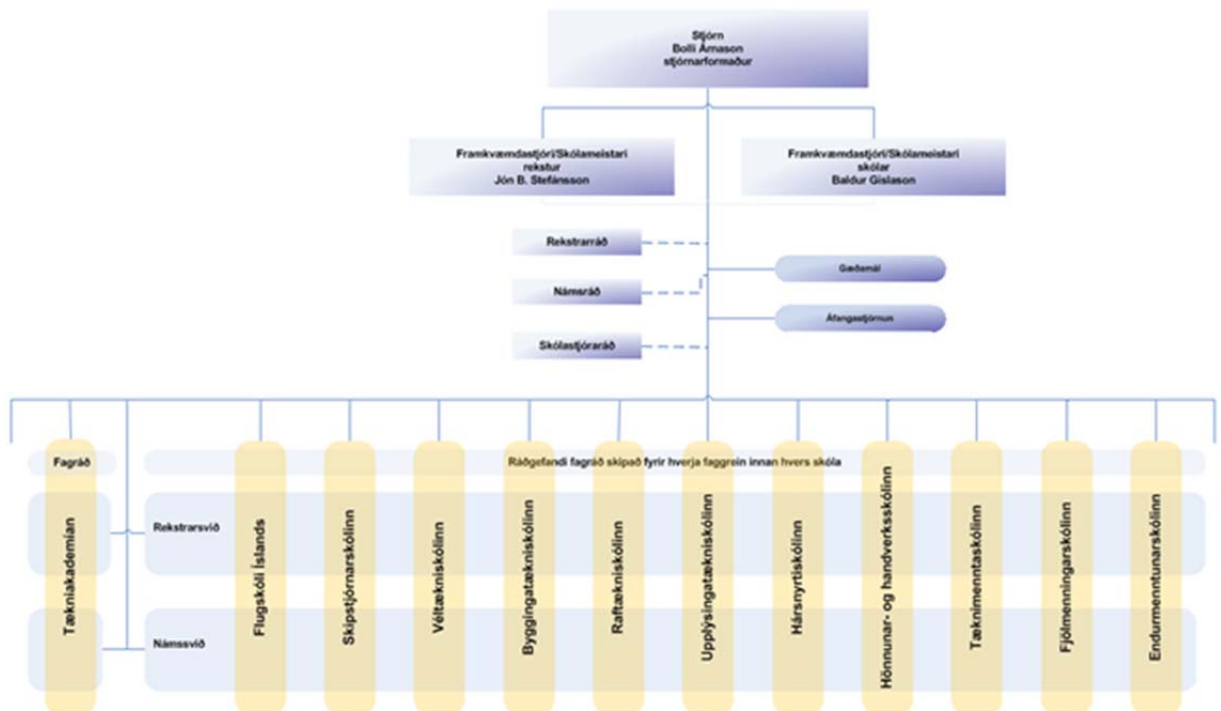 Stjórn
Bolli Árnason
stjórnarformaður
Framkvæmdastjóri/Skólameistari
rekstur
Jón B. Stefánsson
Framkvæmdastjóri/Skólameistari
skólar
Baldur Gíslason
Rekstrarráð
Gæðamál
Námsráð
Áfangastjórnun
Skólastjóraráð
Fagráð
Ráðgefandi fagráð skipað fyrir hverja faggrein innan hvers skóla
Rekstrarsvið
Námssvið
Tækniakademían
Flugskóli Íslands
Skipstjórnarskólinn
Véltækniskólinn
Byggingatækniskólinn
Raftækniskólinn
Upplýsingatækniskólinn
Hársnyrtiskólinn
Hönnunar- og handverksskólinn
Tæknimenntaskólinn
Fjölmenningarskólinn
Endurmenntunarskólinn